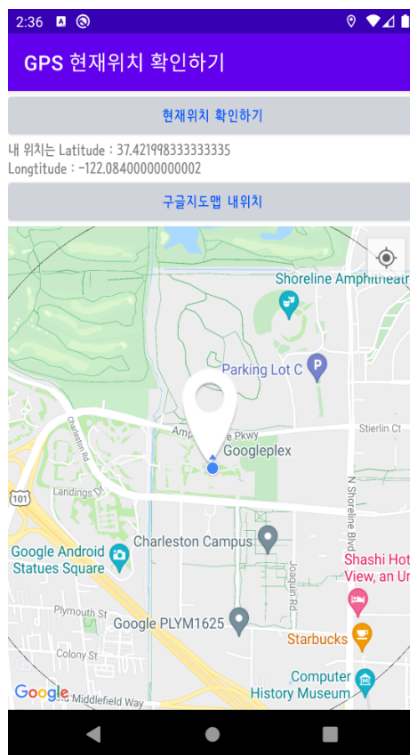 2:36
GPS 현재위치 확인하기
현재위치 확인하기
내 위치는 Latitude : 37.421998333333335
Longtitude : -122.08400000000002
구글지도맵 내위치
Shoreline Amphitheatr
Parking Lot C
P
Charleston Rd
Pkwy
Stierlin Ct
Googleplex
101
Landings Dr
N Shoreline Blvd
Charleston Campus
Google Android
Statues Square
Joaquin Rd
Shashi Hot
View, an Ur
Plymouth St
Google PLYM1625
Starbucks
Colony St
Computer
History Museum
Google
Middlefield Way